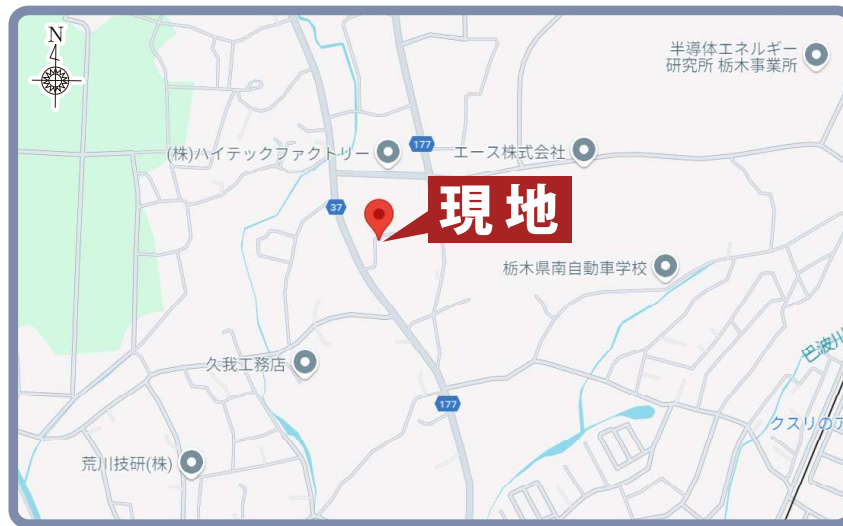 N
半導体エネルギー
研究所 栃木事業所
(株)ハイテックファクトリー
177
エース株式会社
37
現地
栃木県南自動車学校
久我工務店
177
巴波川
クスリのア
荒川技研(株)